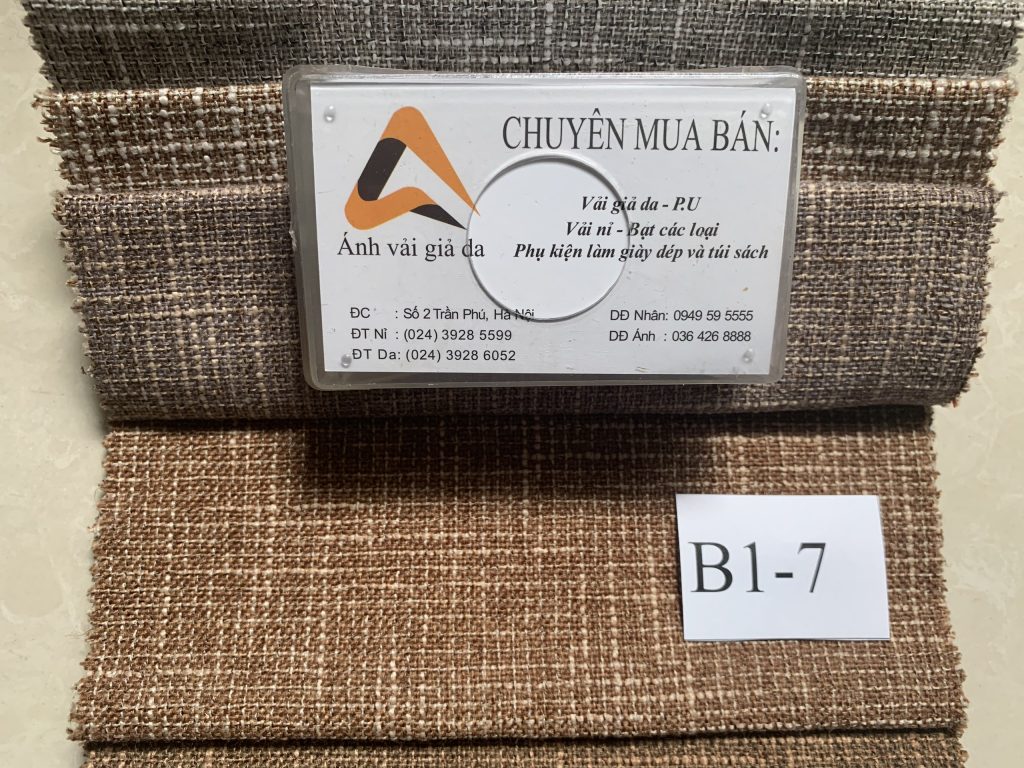 CHUYÊN MUA BÁN:
Vải giả da - P.U
Vải nỉ - Bạt các loại
Phụ kiện làm giày dép và túi sách
Ánh vải giả da
ĐC : Số 2 Trần Phú, Hà Nội
ĐT Nỉ : (024) 3928 5599
ĐT Da: (024) 3928 6052
DĐ Nhân: 0949 59 5555
DĐ Ánh : 036 426 8888
B1-7